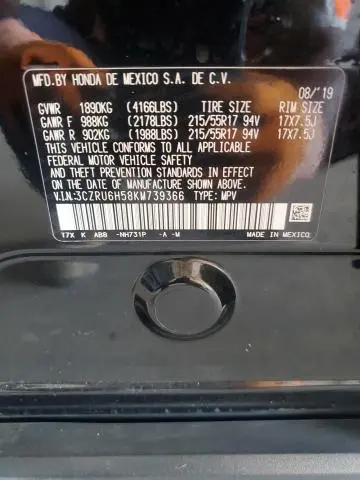 MFD.BY HONDA DE MEXICO S.A. DE C.V.
08/'19
GVWR 1890KG (4166LBS) TIRE SIZE RIM SIZE
GAWR F 988KG (2178LBS) 215/55R17 94V 17X7.5J
GAWR R 902KG (1988LBS) 215/55R17 94V 17X7.5J
THIS VEHICLE CONFORMS TO ALL APPLICABLE
FEDERAL MOTOR VEHICLE SAFETY AND THEFT
PREVENTION STANDARDS IN EFFECT ON THE DATE
OF MANUFACTURE SHOWN ABOVE.
V.I.N:3CZRU6H58KM739366 TYPE: MPV
T7X K ABB -NH731P -A -M MADE IN MEXICO